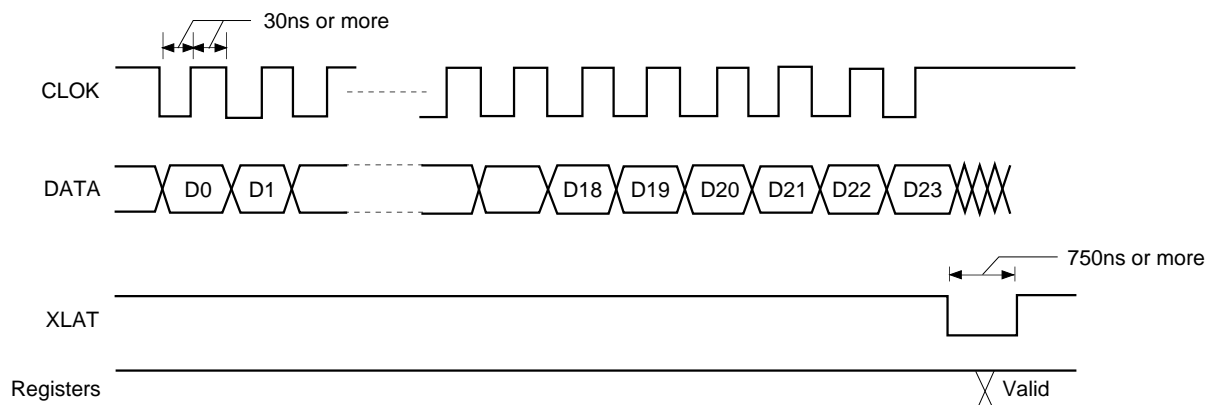 30ns or more
CLOK
DATA
D0 D1 D18 D19 D20 D21 D22 D23
750ns or more
XLAT
Registers Valid